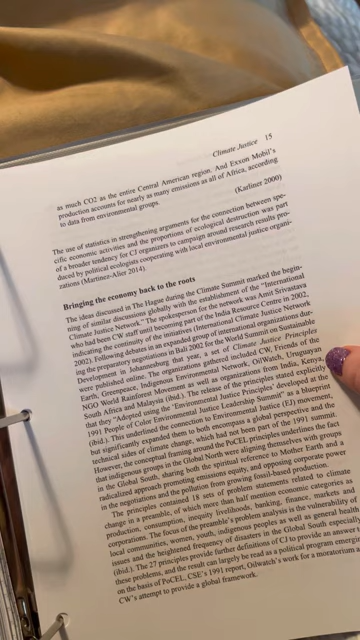 Climate Justice 15
as much CO2 as the entire Central American region. And Exxon Mobil's
production accounts for nearly as many emissions as all of Africa, according
to data from environmental groups.
(Karliner 2000)
The use of statistics in strengthening arguments for the connection between spe-
cific economic activities and the proportions of ecological destruction was part
of a broader tendency for CJ organizers to campaign around research results pro-
duced by political ecologists cooperating with local environmental justice organi-
zations (Martinez-Alier 2014).
Bringing the economy back to the roots
The ideas discussed in The Hague during the Climate Summit marked the begin-
ning of similar discussions globally with the establishment of the "International
Climate Justice Network." The spokesperson for the network was Amit Srivastava
who had been CW staff until becoming part of the India Resource Centre in 2002,
indicating the continuity of the initiatives (International Climate Justice Network
2002). Following debates in an expanded group of international organizations dur-
ing the preparatory negotiations in Bali 2002 for the World Summit on Sustainable
Development in Johannesburg that year, a set of Climate Justice Principles
were published online. The organizations gathered included CW, Friends of the
Earth, Greenpeace, Indigenous Environmental Network, OilWatch, Uruguayan
NGO World Rainforest Movement as well as organizations from India, Kenya,
South Africa and Malaysia (ibid.). The release of the principles stated explicitly
that they "Adopted using the 'Environmental Justice Principles' developed at the
1991 People of Color Environmental Justice Leadership Summit" as a blueprint
(ibid.). This underlined the connection to the Environmental Justice (EJ) movement,
but significantly expanded them to both encompass a global perspective and the
technical sides of climate change, which had not been part of the 1991 summit.
However, the conceptual framing around the PoCEL principles underlines the fact
that indigenous groups in the Global North were aligning themselves with groups
in the Global South, sharing both the spiritual reference to Mother Earth and a
radicalized approach promoting emissions equity, and opposing corporate power
in the negotiations and the pollution from growing fossil-based production.
The principles contained 18 sets of problem statements related to climate
change in a preamble, of which more than half mention economic categories as
production, consumption, inequity livelihoods, banking, finance, markets and
corporations. The focus of the preamble's problem analysis is the vulnerability of
local communities, women, youth, indigenous peoples as well as general health
issues and the heightened frequency of disasters in the Global South especially
(ibid.). The 27 principles provide further definitions of CJ to provide an answer to
these problems, and the result can largely be read as a political program emerging
on the basis of PoCEL. CSE's 1991 report, Oilwatch's work for a moratorium a
CW's attempt to provide a global framework.